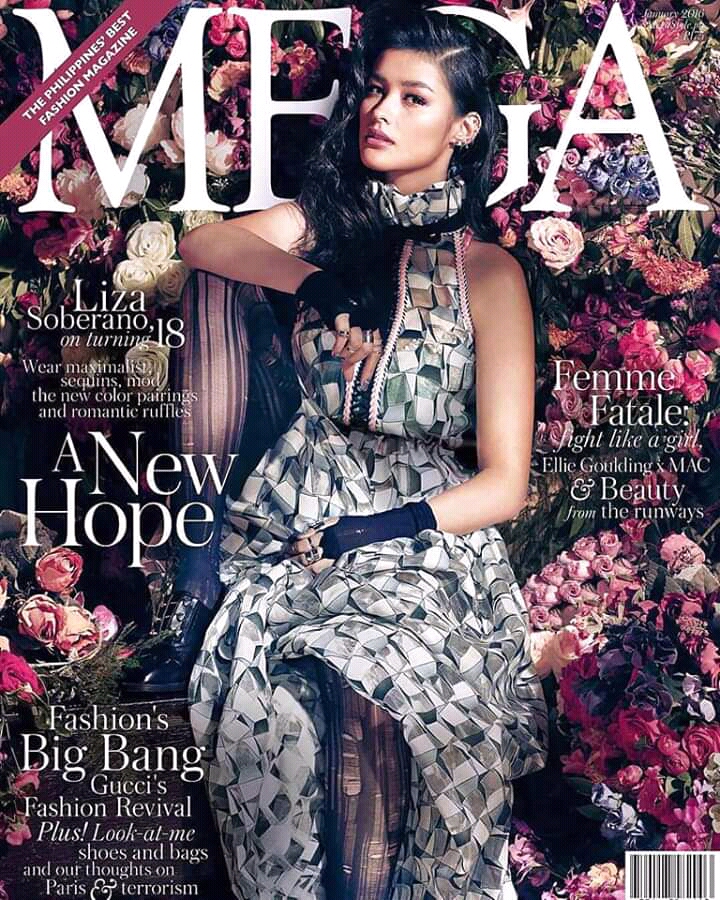 THE PHILIPPINES' BEST
FASHION MAGAZINE
MEGA
January 2016
Liza
Soberano,
on turning 18
Wear maximalist,
sequins, mod,
the new color pairings
and romantic ruffles
A New
Hope
Femme
Fatale:
fight like a girl,
Ellie Goulding x MAC
& Beauty
from the runways
Fashion's
Big Bang
Gucci's
Fashion Revival
Plus! Look-at-me
shoes and bags
and our thoughts on
Paris & terrorism